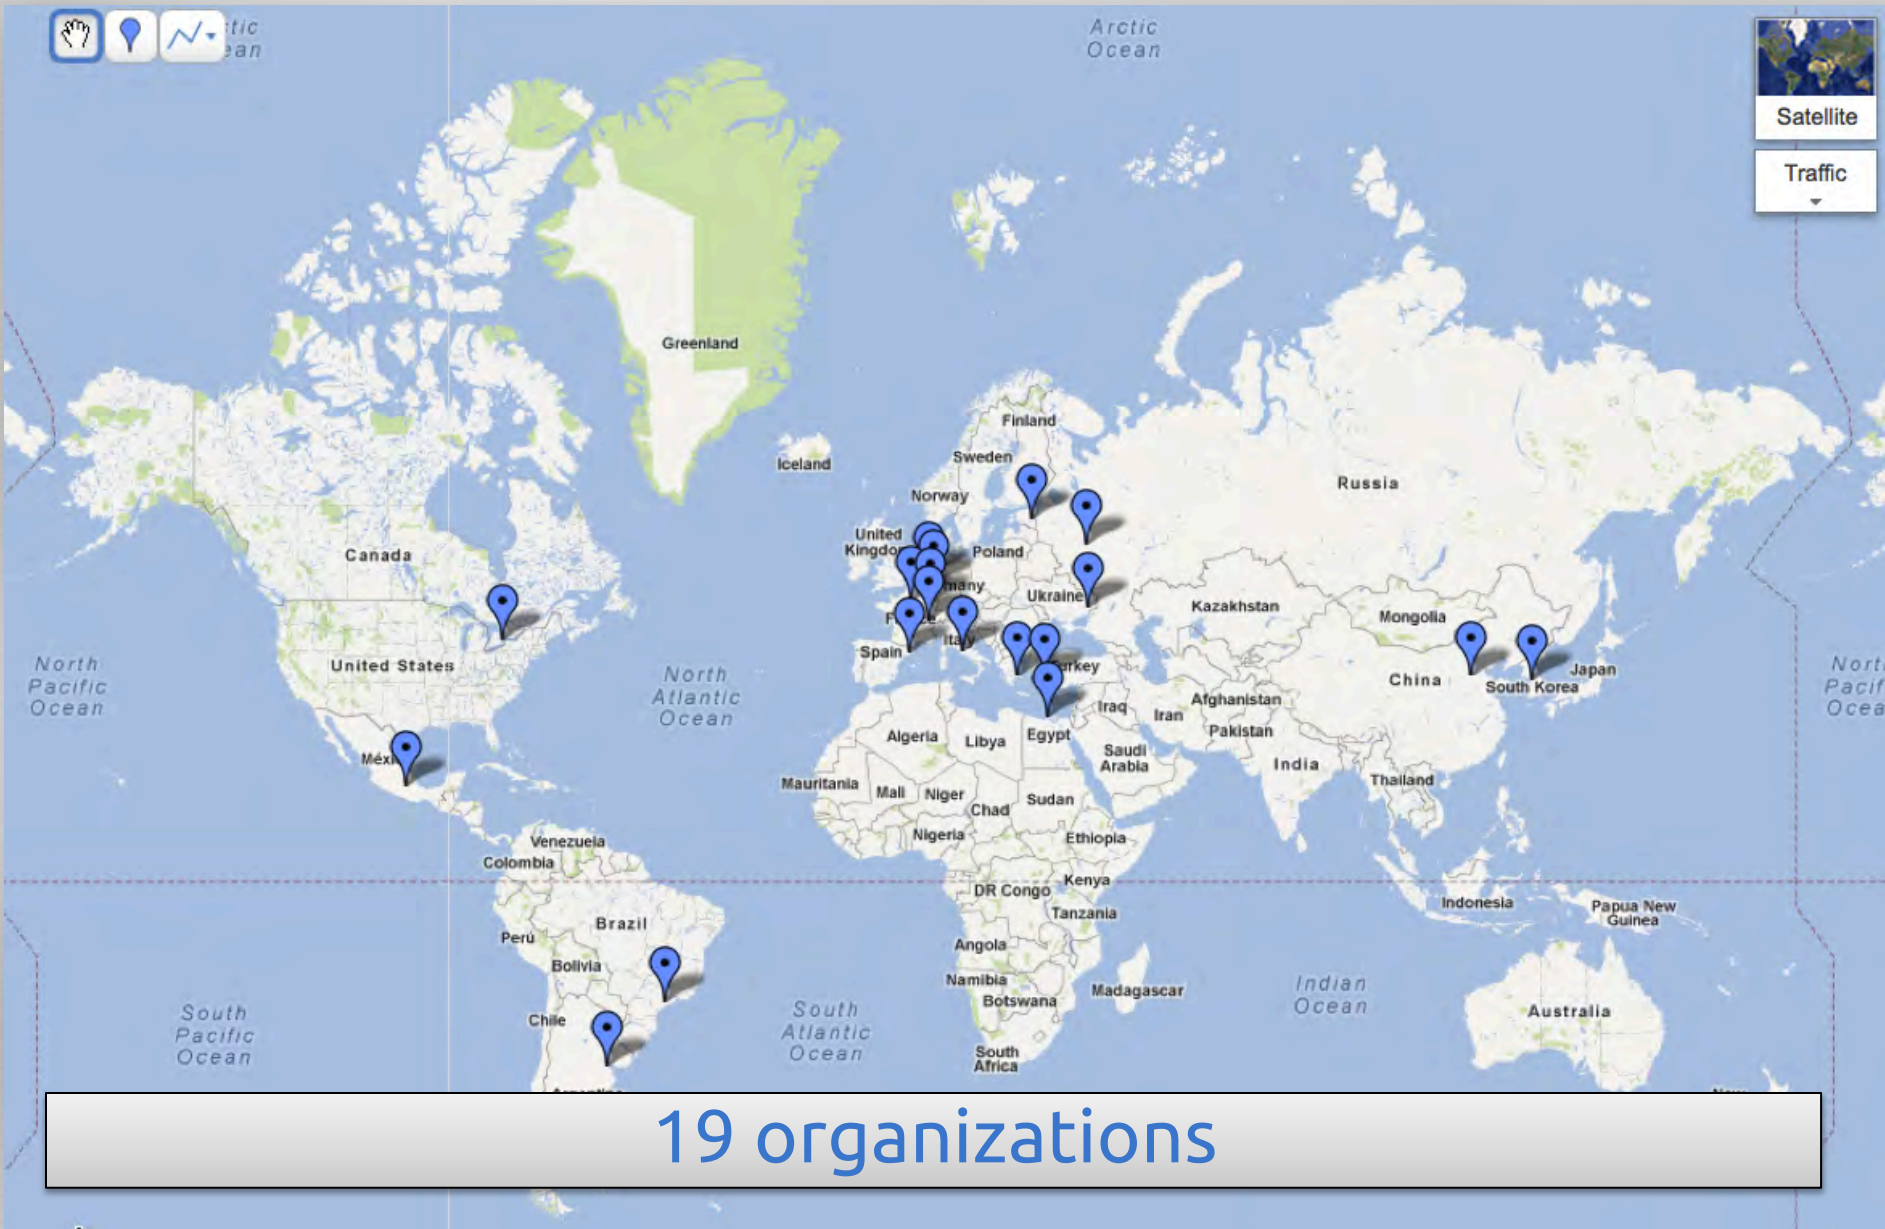 Arctic
Ocean
Satellite
Traffic
Greenland
Iceland
Finland
Sweden
Norway
Russia
United
Poland
Canada
Ukraine
Kazakhstan
Mongolia
United States
Spain
China
South Korea
Japan
North
Pacific
Ocean
North
Atlantic
Ocean
Iraq
Iran
Afghanistan
Pakistan
Algeria
Libya
Egypt
Saudi
Arabia
India
Thailand
Mauritania
Mali
Niger
Chad
Sudan
Nigeria
Ethiopia
Venezuela
Colombia
DR Congo
Kenya
Tanzania
Indonesia
Papua New
Guinea
Brazil
Perú
Bolivia
Angola
Namibia
Botswana
Madagascar
Indian
Ocean
Australia
Chile
South
Pacific
Ocean
South
Atlantic
Ocean
South
Africa
19 organizations